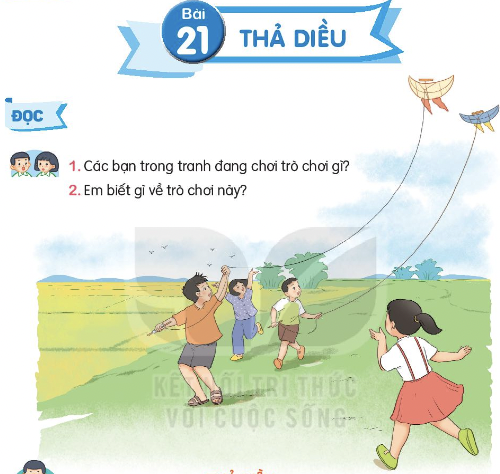 Bài
21
THẢ DIỀU
ĐỌC
1. Các bạn trong tranh đang chơi trò chơi gì?
2. Em biết gì về trò chơi này?
KẾT NỐI TRI THỨC
VỚI CUỘC SỐNG